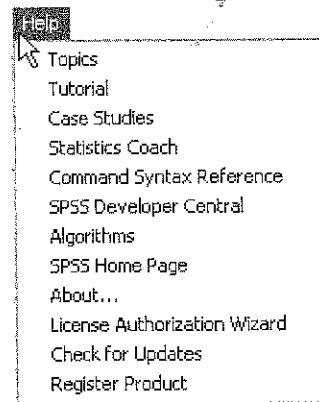 Help
Topics
Tutorial
Case Studies
Statistics Coach
Command Syntax Reference
SPSS Developer Central
Algorithms
SPSS Home Page
About...
License Authorization Wizard
Check for Updates
Register Product